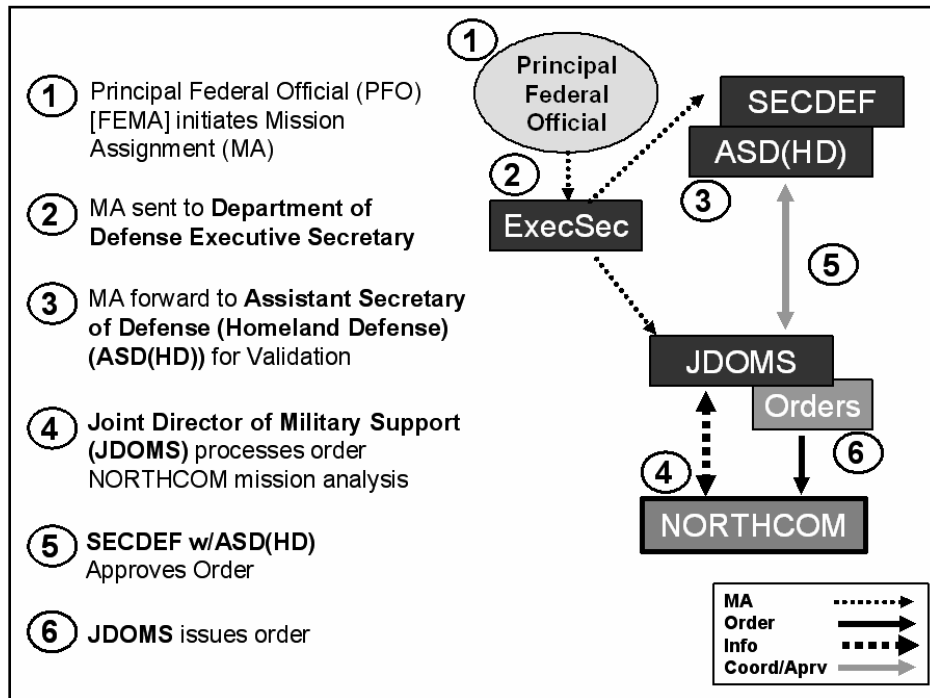 1 Principal Federal Official (PFO)
[FEMA] initiates Mission
Assignment (MA)
2 MA sent to Department of
Defense Executive Secretary
3 MA forward to Assistant Secretary
of Defense (Homeland Defense)
(ASD(HD)) for Validation
4 Joint Director of Military Support
(JDOMS) processes order
NORTHCOM mission analysis
5 SECDEF w/ASD(HD)
Approves Order
6 JDOMS issues order
1
Principal
Federal
Official
2
ExecSec
SECDEF
ASD(HD)
3
5
JDOMS
Orders
6
4
NORTHCOM
MA
Order
Info
Coord/Aprv